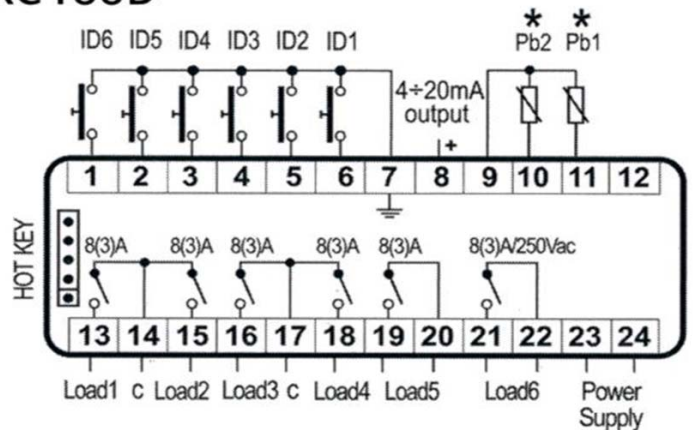 ID6 ID5 ID4 ID3 ID2 ID1
* *
Pb2 Pb1
4÷20mA
output
+
1 2 3 4 5 6 7 8 9 10 11 12
HOT KEY
8(3)A 8(3)A 8(3)A 8(3)A 8(3)A 8(3)A/250Vac
13 14 15 16 17 18 19 20 21 22 23 24
Load1 C Load2 Load3 C Load4 Load5 Load6 Power
Supply